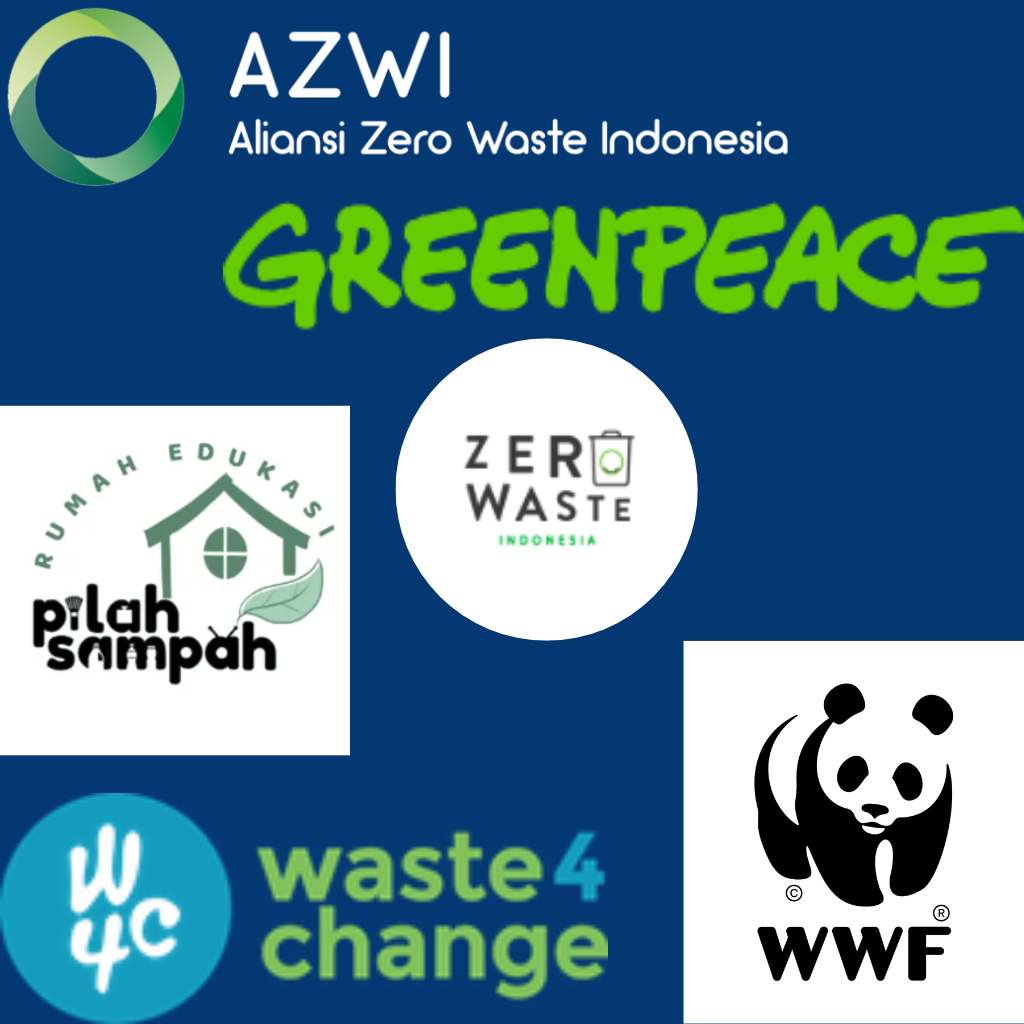 AZWI
Aliansi Zero Waste Indonesia
GREENPEACE
ZERO
WASTE
INDONESIA
RUMAH EDUKASI
pilah
sampah
W
4C
waste4
change
©
®
WWF